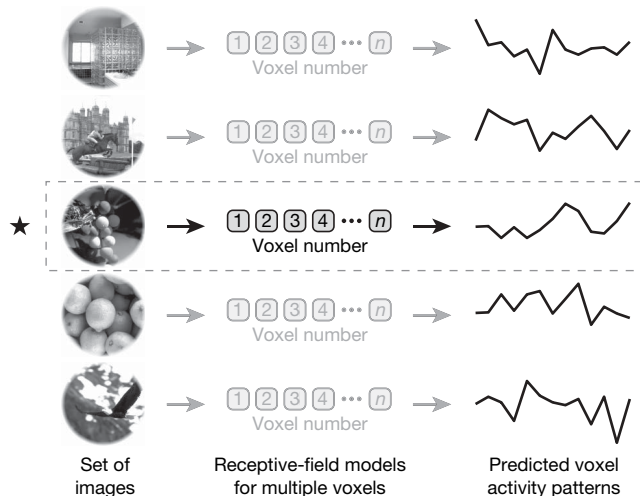 1 2 3 4 ••• n
Voxel number
1 2 3 4 ••• n
Voxel number
★ 1 2 3 4 ••• n
Voxel number
1 2 3 4 ••• n
Voxel number
1 2 3 4 ••• n
Voxel number
Set of images
Receptive-field models for multiple voxels
Predicted voxel activity patterns